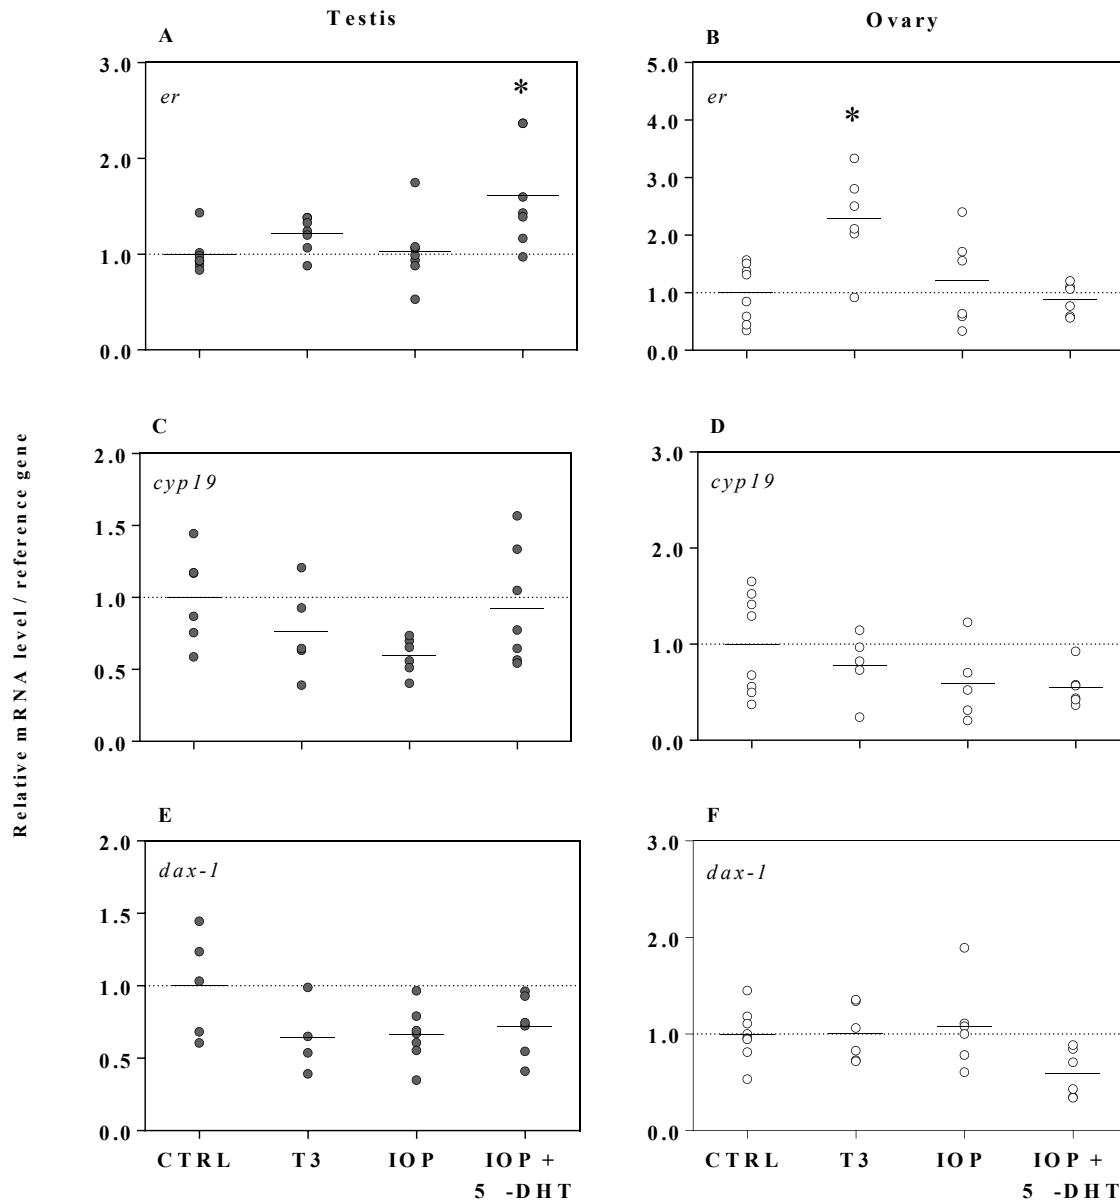 Testis
Ovary
A
B
3.0
2.0
1.0
0.0
er
*
5.0
4.0
3.0
2.0
1.0
0.0
er
*
Relative mRNA level / reference gene
C
D
2.0
1.5
1.0
0.5
0.0
cyp19
3.0
2.0
1.0
0.0
cyp19
E
F
2.0
1.5
1.0
0.5
0.0
dax-1
3.0
2.0
1.0
0.0
dax-1
CTRL T3 IOP IOP +
5 -DHT
CTRL T3 IOP IOP +
5 -DHT